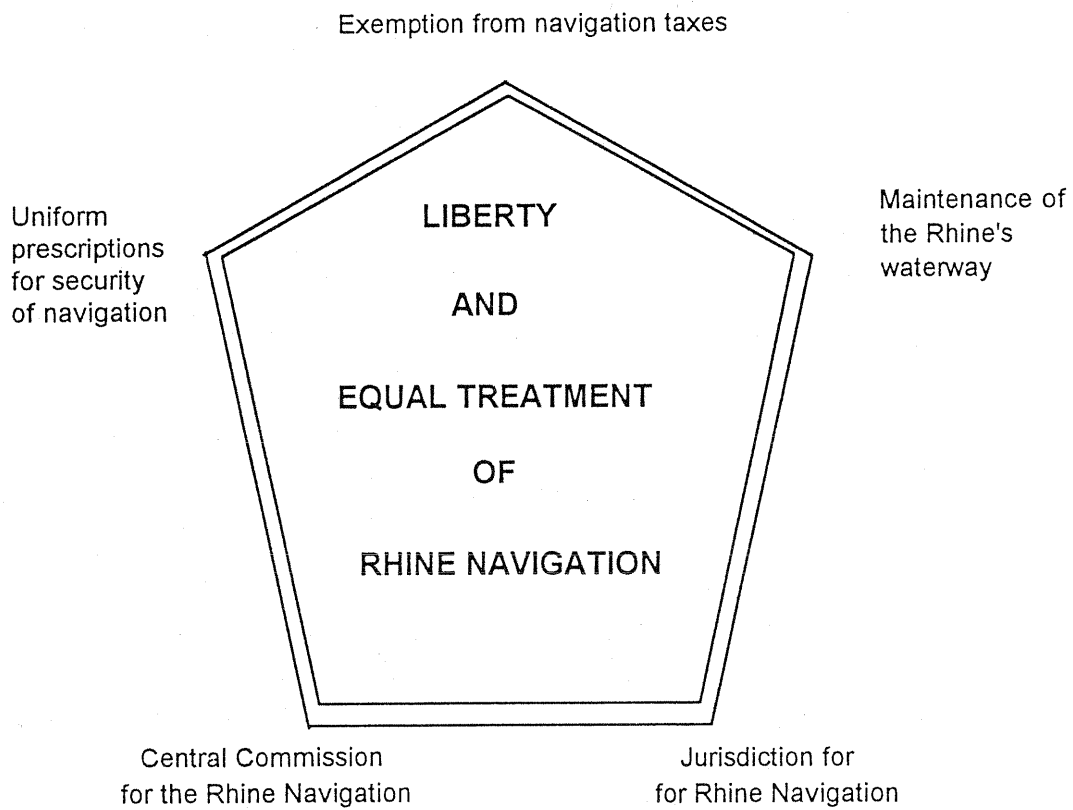 Exemption from navigation taxes
Uniform
prescriptions
for security
of navigation
LIBERTY
AND
EQUAL TREATMENT
OF
RHINE NAVIGATION
Maintenance of
the Rhine's
waterway
Central Commission
for the Rhine Navigation
Jurisdiction for
for Rhine Navigation